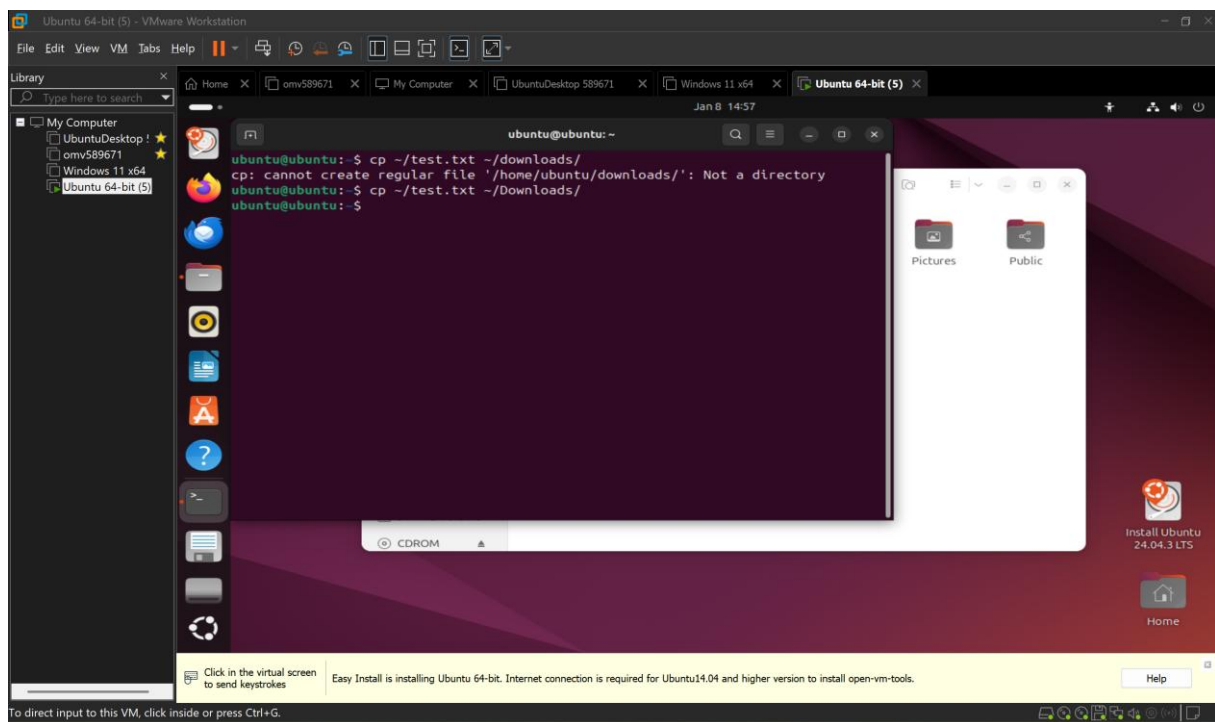 Ubuntu 64-bit (5) - VMware Workstation
File Edit View VM Tabs Help
Library
Type here to search
My Computer
UbuntuDesktop
omv589671
Windows 11 x64
Ubuntu 64-bit (5)
Home omv589671 My Computer UbuntuDesktop 589671 Windows 11 x64 Ubuntu 64-bit (5)
Jan 8 14:57
ubuntu@ubuntu: ~
ubuntu@ubuntu:~$ cp ~/test.txt ~/downloads/
cp: cannot create regular file '/home/ubuntu/downloads/': Not a directory
ubuntu@ubuntu:~$ cp ~/test.txt ~/Downloads/
ubuntu@ubuntu:~$
Pictures Public
CDROM
Install Ubuntu
24.04.3 LTS
Home
Click in the virtual screen
to send keystrokes
Easy Install is installing Ubuntu 64-bit. Internet connection is required for Ubuntu14.04 and higher version to install open-vm-tools.
Help
To direct input to this VM, click inside or press Ctrl+G.